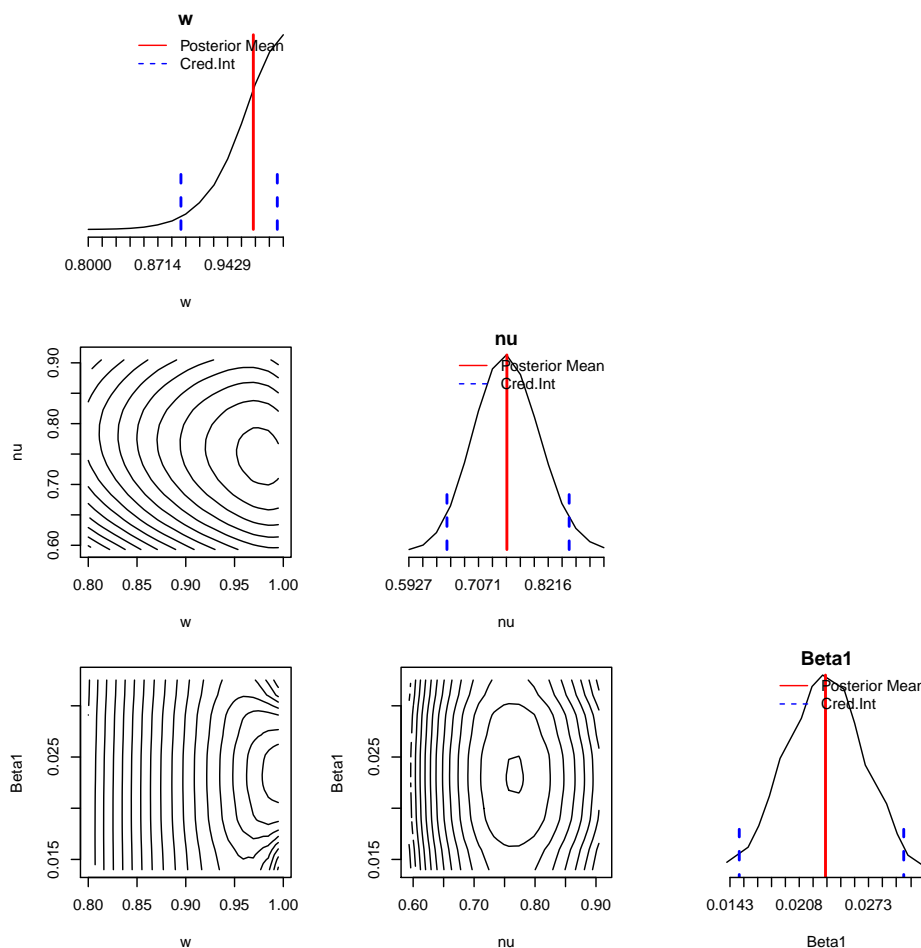 w
Posterior Mean
Cred.Int
0.8000 0.8714 0.9429
w
nu
0.60 0.70 0.80 0.90
0.80 0.85 0.90 0.95 1.00
w
nu
Posterior Mean
Cred.Int
0.5927 0.7071 0.8216
nu
Beta1
0.015 0.025
0.80 0.85 0.90 0.95 1.00
w
Beta1
0.015 0.025
0.60 0.70 0.80 0.90
nu
Beta1
Posterior Mean
Cred.Int
0.0143 0.0208 0.0273
Beta1